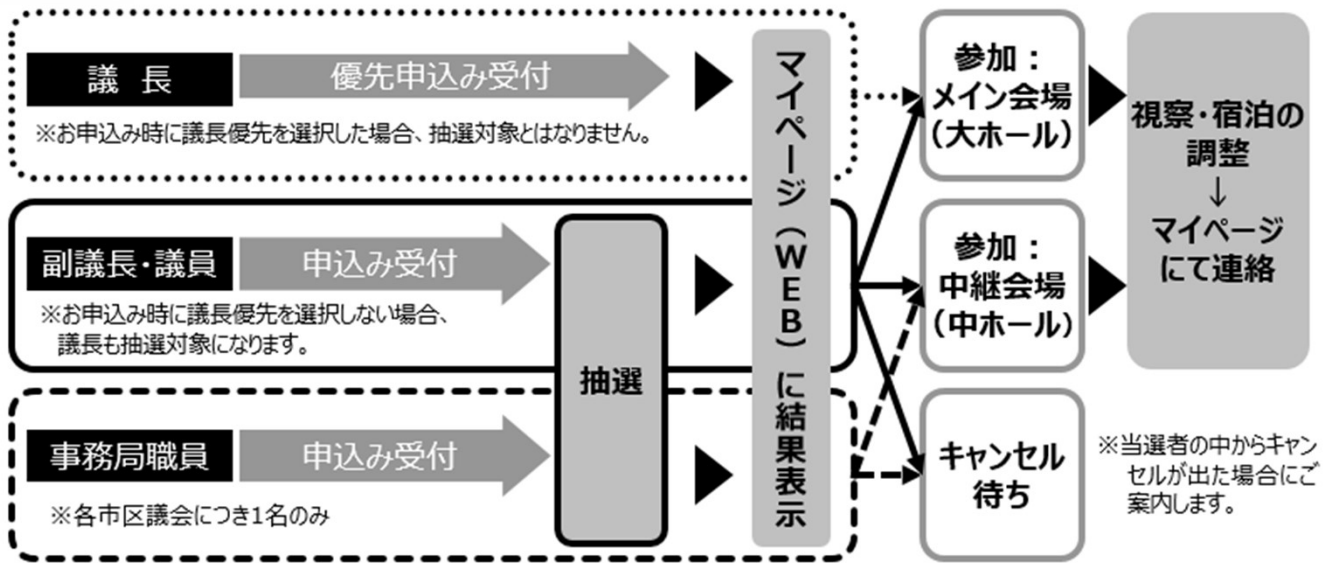 議 長
優先申込み受付
※お申込み時に議長優先を選択した場合、抽選対象とはなりません。
副議長・議員
申込み受付
※お申込み時に議長優先を選択しない場合、
議長も抽選対象になります。
事務局職員
申込み受付
※各市区議会につき1名のみ
抽選
マイページ（WEB）に結果表示
参加：
メイン会場
（大ホール）
参加：
中継会場
（中ホール）
キャンセル
待ち
視察・宿泊の
調整
↓
マイページ
にて連絡
※当選者の中からキャン
セルが出た場合にご
案内します。